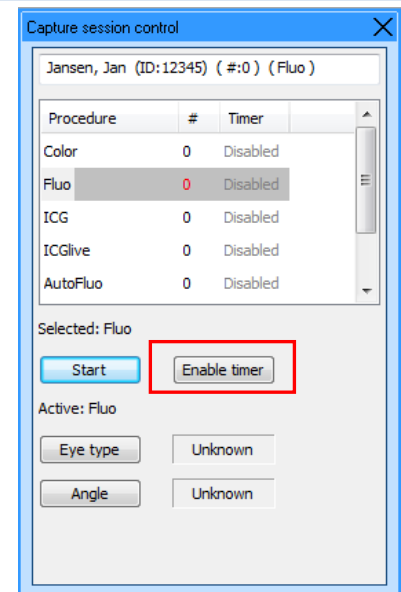 Capture session control
Jansen, Jan (ID:12345) ( #:0 ) ( Fluo )
Procedure # Timer
Color 0 Disabled
Fluo 0 Disabled
ICG 0 Disabled
ICGlive 0 Disabled
AutoFluo 0 Disabled
Selected: Fluo
Start Enable timer
Active: Fluo
Eye type Unknown
Angle Unknown